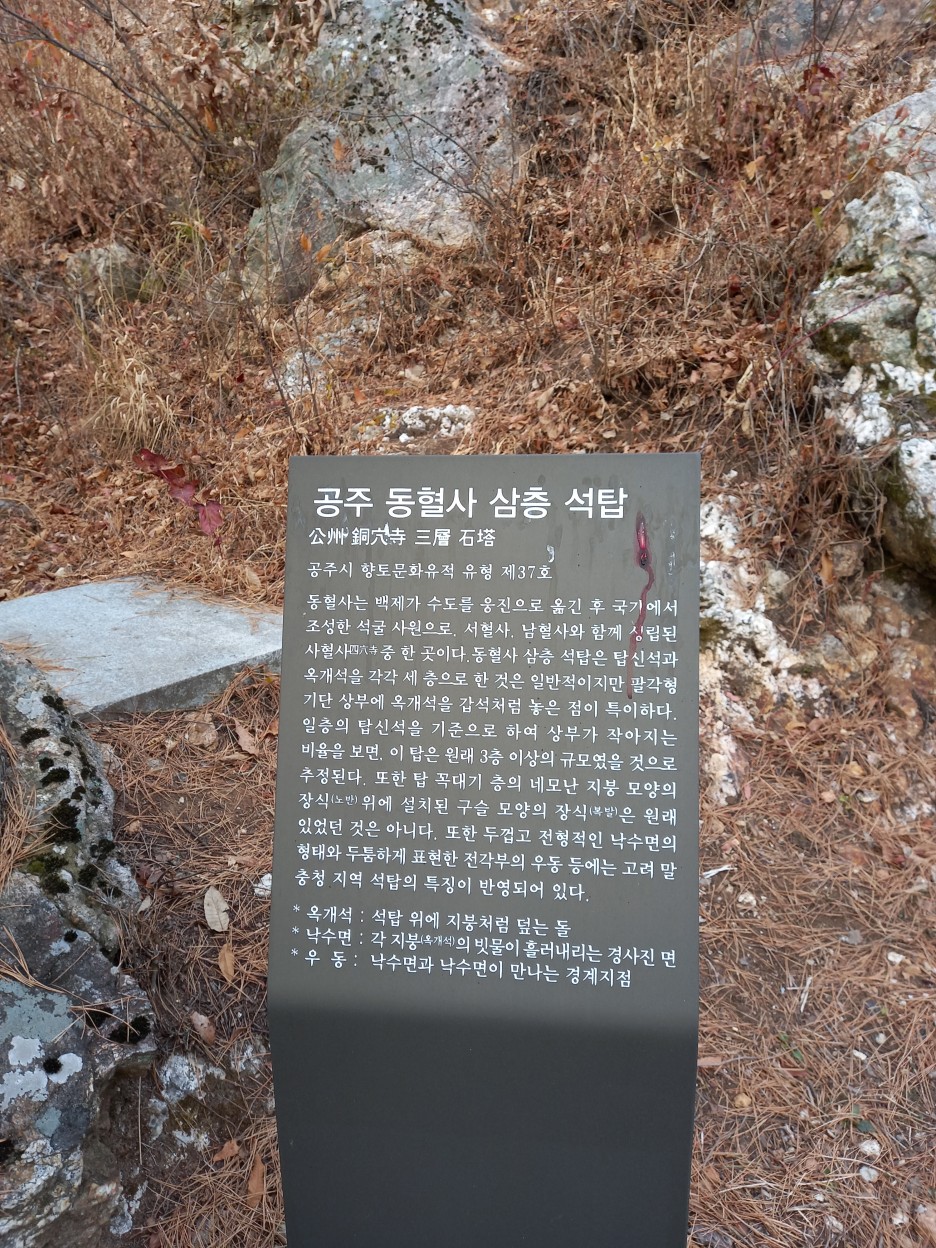 공주 동혈사 삼층 석탑
公州 銅穴寺 三層 石塔
공주시 향토문화유적 유형 제37호
동혈사는 백제가 수도를 웅진으로 옮긴 후 국가에서
조성한 석굴 사원으로, 서혈사, 남혈사와 함께 성립된
사혈사四穴寺 중 한 곳이다.동혈사 삼층 석탑은 탑신석과
옥개석을 각각 세 층으로 한 것은 일반적이지만 팔각형
기단 상부에 옥개석을 갑석처럼 놓은 점이 특이하다.
일층의 탑신석을 기준으로 하여 상부가 작아지는
비율을 보면, 이 탑은 원래 3층 이상의 규모였을 것으로
추정된다. 또한 탑 꼭대기 층의 네모난 지붕 모양의
장식(노반) 위에 설치된 구슬 모양의 장식(복발)은 원래
있었던 것은 아니다. 또한 두껍고 전형적인 낙수면의
형태와 두툼하게 표현한 전각부의 우동 등에는 고려 말
충청 지역 석탑의 특징이 반영되어 있다.
* 옥개석 : 석탑 위에 지붕처럼 덮는 돌
* 낙수면 : 각 지붕(옥개석)의 빗물이 흘러내리는 경사진 면
* 우 동 : 낙수면과 낙수면이 만나는 경계지점